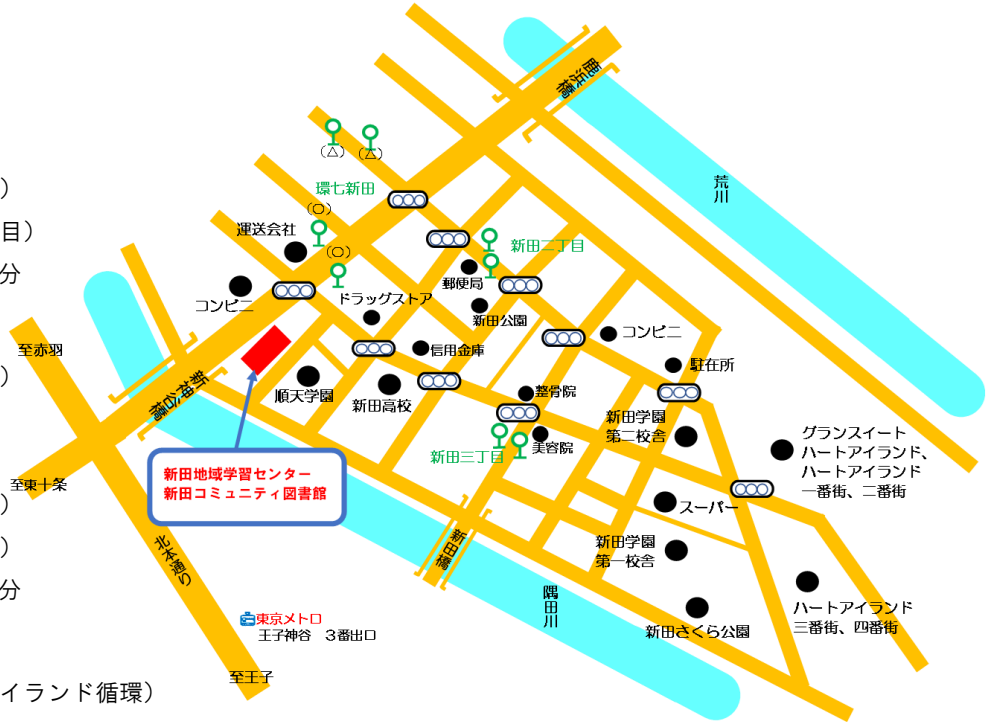 )
目)
分
)
)
)
分
イランド循環)
鹿浜橋
荒川
(△)
(△)
環七新田
(○)
(○)
運送会社
コンビニ
新田二丁目
郵便局
新田公園
ドラッグストア
信用金庫
コンビニ
駐在所
至赤羽
新神谷橋
順天学園
新田高校
整骨院
美容院
新田三丁目
新田学園
第二校舎
グランスイート
ハートアイランド、
ハートアイランド
一番街、二番街
新田地域学習センター
新田コミュニティ図書館
至東十条
スーパー
北本通り
新田橋
新田学園
第一校舎
隅田川
ハートアイランド
三番街、四番街
新田さくら公園
東京メトロ
王子神谷 3番出口
至王子